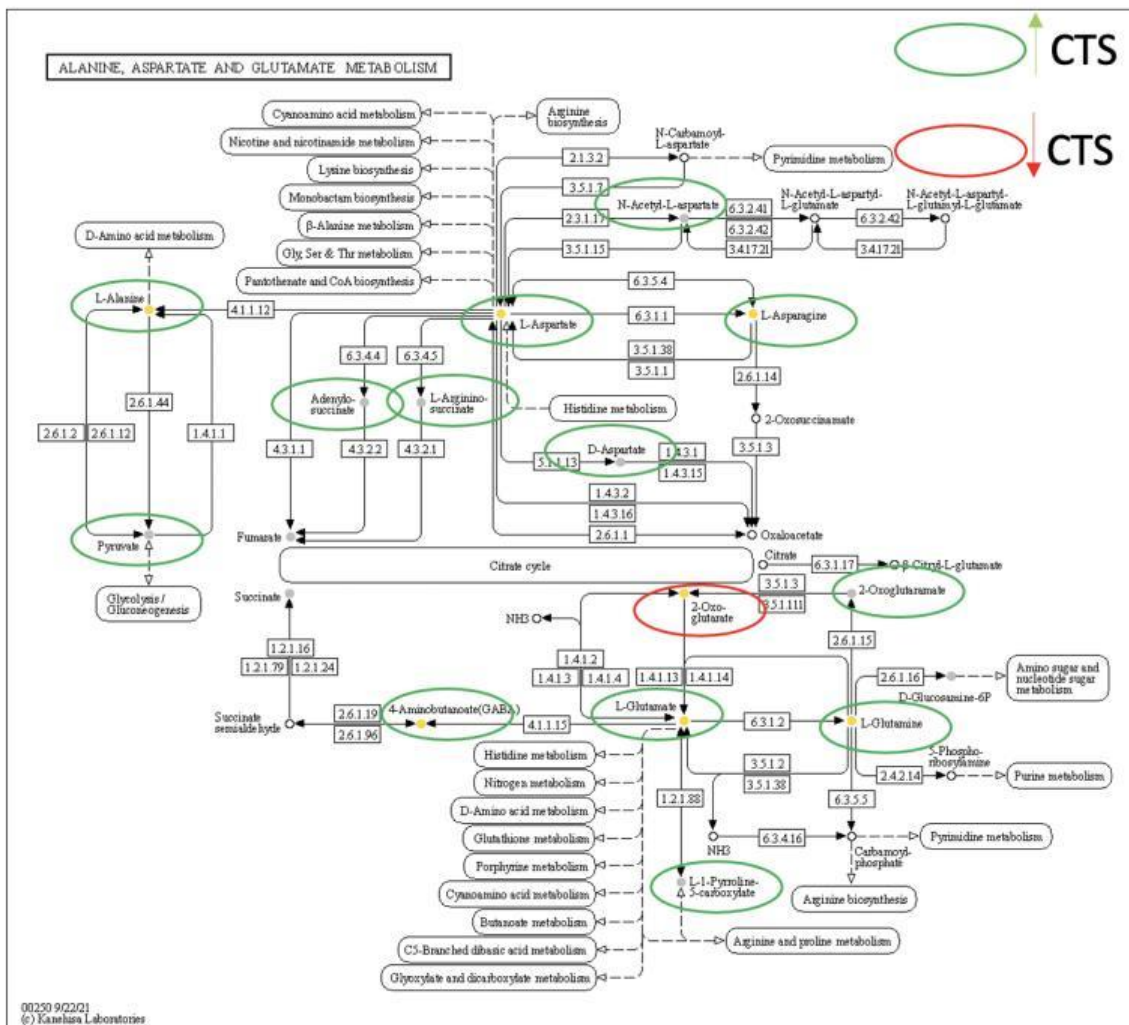 CTS
ALANINE, ASPARTATE AND GLUTAMATE METABOLISM
CTS
Cyanoamino acid metabolism
Arginine
biosynthesis
Nicotine and nicotinamide metabolism
N-Carbamoyl-
L-aspartate
2.1.3.2
Pyrimidine metabolism
Lysine biosynthesis
3.5.1.7
Monobactam biosynthesis
N-Acetyl-L-aspartate
N-Acetyl-L-aspartyl-
L-glutamate
N-Acetyl-L-aspartyl-
L-glutamyl-L-glutamate
6.3.2.41
2.3.1.17
6.3.2.42
6.3.2.42
β-Alanine metabolism
D-Amino acid metabolism
3.5.1.15
3.4.17.21
3.4.17.21
Gly, Ser & Thr metabolism
Pantothenate and CoA biosynthesis
L-Alanine
6.3.5.4
4.1.1.12
L-Aspartate
6.3.1.1
L-Asparagine
3.5.1.38
3.5.1.1
6.3.4.4
6.3.4.5
2.6.1.14
Adenylo-
succinate
L-Arginino-
succinate
2.6.1.44
Histidine metabolism
2-Oxosuccinamate
2.6.1.2
2.6.1.12
1.4.1.1
4.3.1.1
4.3.2.2
4.3.2.1
D-Aspartate
1.4.3.1
3.5.1.3
5.1.1.13
1.4.3.15
1.4.3.2
1.4.3.16
Pyruvate
Fumarate
2.6.1.1
Oxaloacetate
Citrate cycle
Citrate
6.3.1.17
β-Citryl-L-glutamate
Glycolysis /
Gluconeogenesis
Succinate
3.5.1.3
3.5.1.111
2-Oxoglutaramate
2-Oxo-
glutarate
NH3
1.2.1.16
1.2.1.79
1.2.1.24
1.4.1.2
1.4.1.3
1.4.1.4
1.4.1.13
1.4.1.14
2.6.1.15
2.6.1.16
Amino sugar and
nucleotide sugar
metabolism
D-Glucosamine-6P
4-Aminobutanoate(GABA)
L-Glutamate
Succinate
semialdehyde
2.6.1.19
2.6.1.96
4.1.1.15
6.3.1.2
L-Glutamine
5-Phospho-
ribosylamine
Histidine metabolism
3.5.1.2
3.5.1.38
2.4.2.14
Purine metabolism
Nitrogen metabolism
1.2.1.88
6.3.5.5
D-Amino acid metabolism
Glutathione metabolism
NH3
6.3.4.16
Carbamoyl-
phosphate
Pyrimidine metabolism
Porphyrine metabolism
Cyanoamino acid metabolism
L-1-Pyrroline-
5-carboxylate
Arginine biosynthesis
Butanoate metabolism
C5-Branched dibasic acid metabolism
Arginine and proline metabolism
Glyoxylate and dicarboxylate metabolism
00250 9/22/21
(c) Kanehisa Laboratories